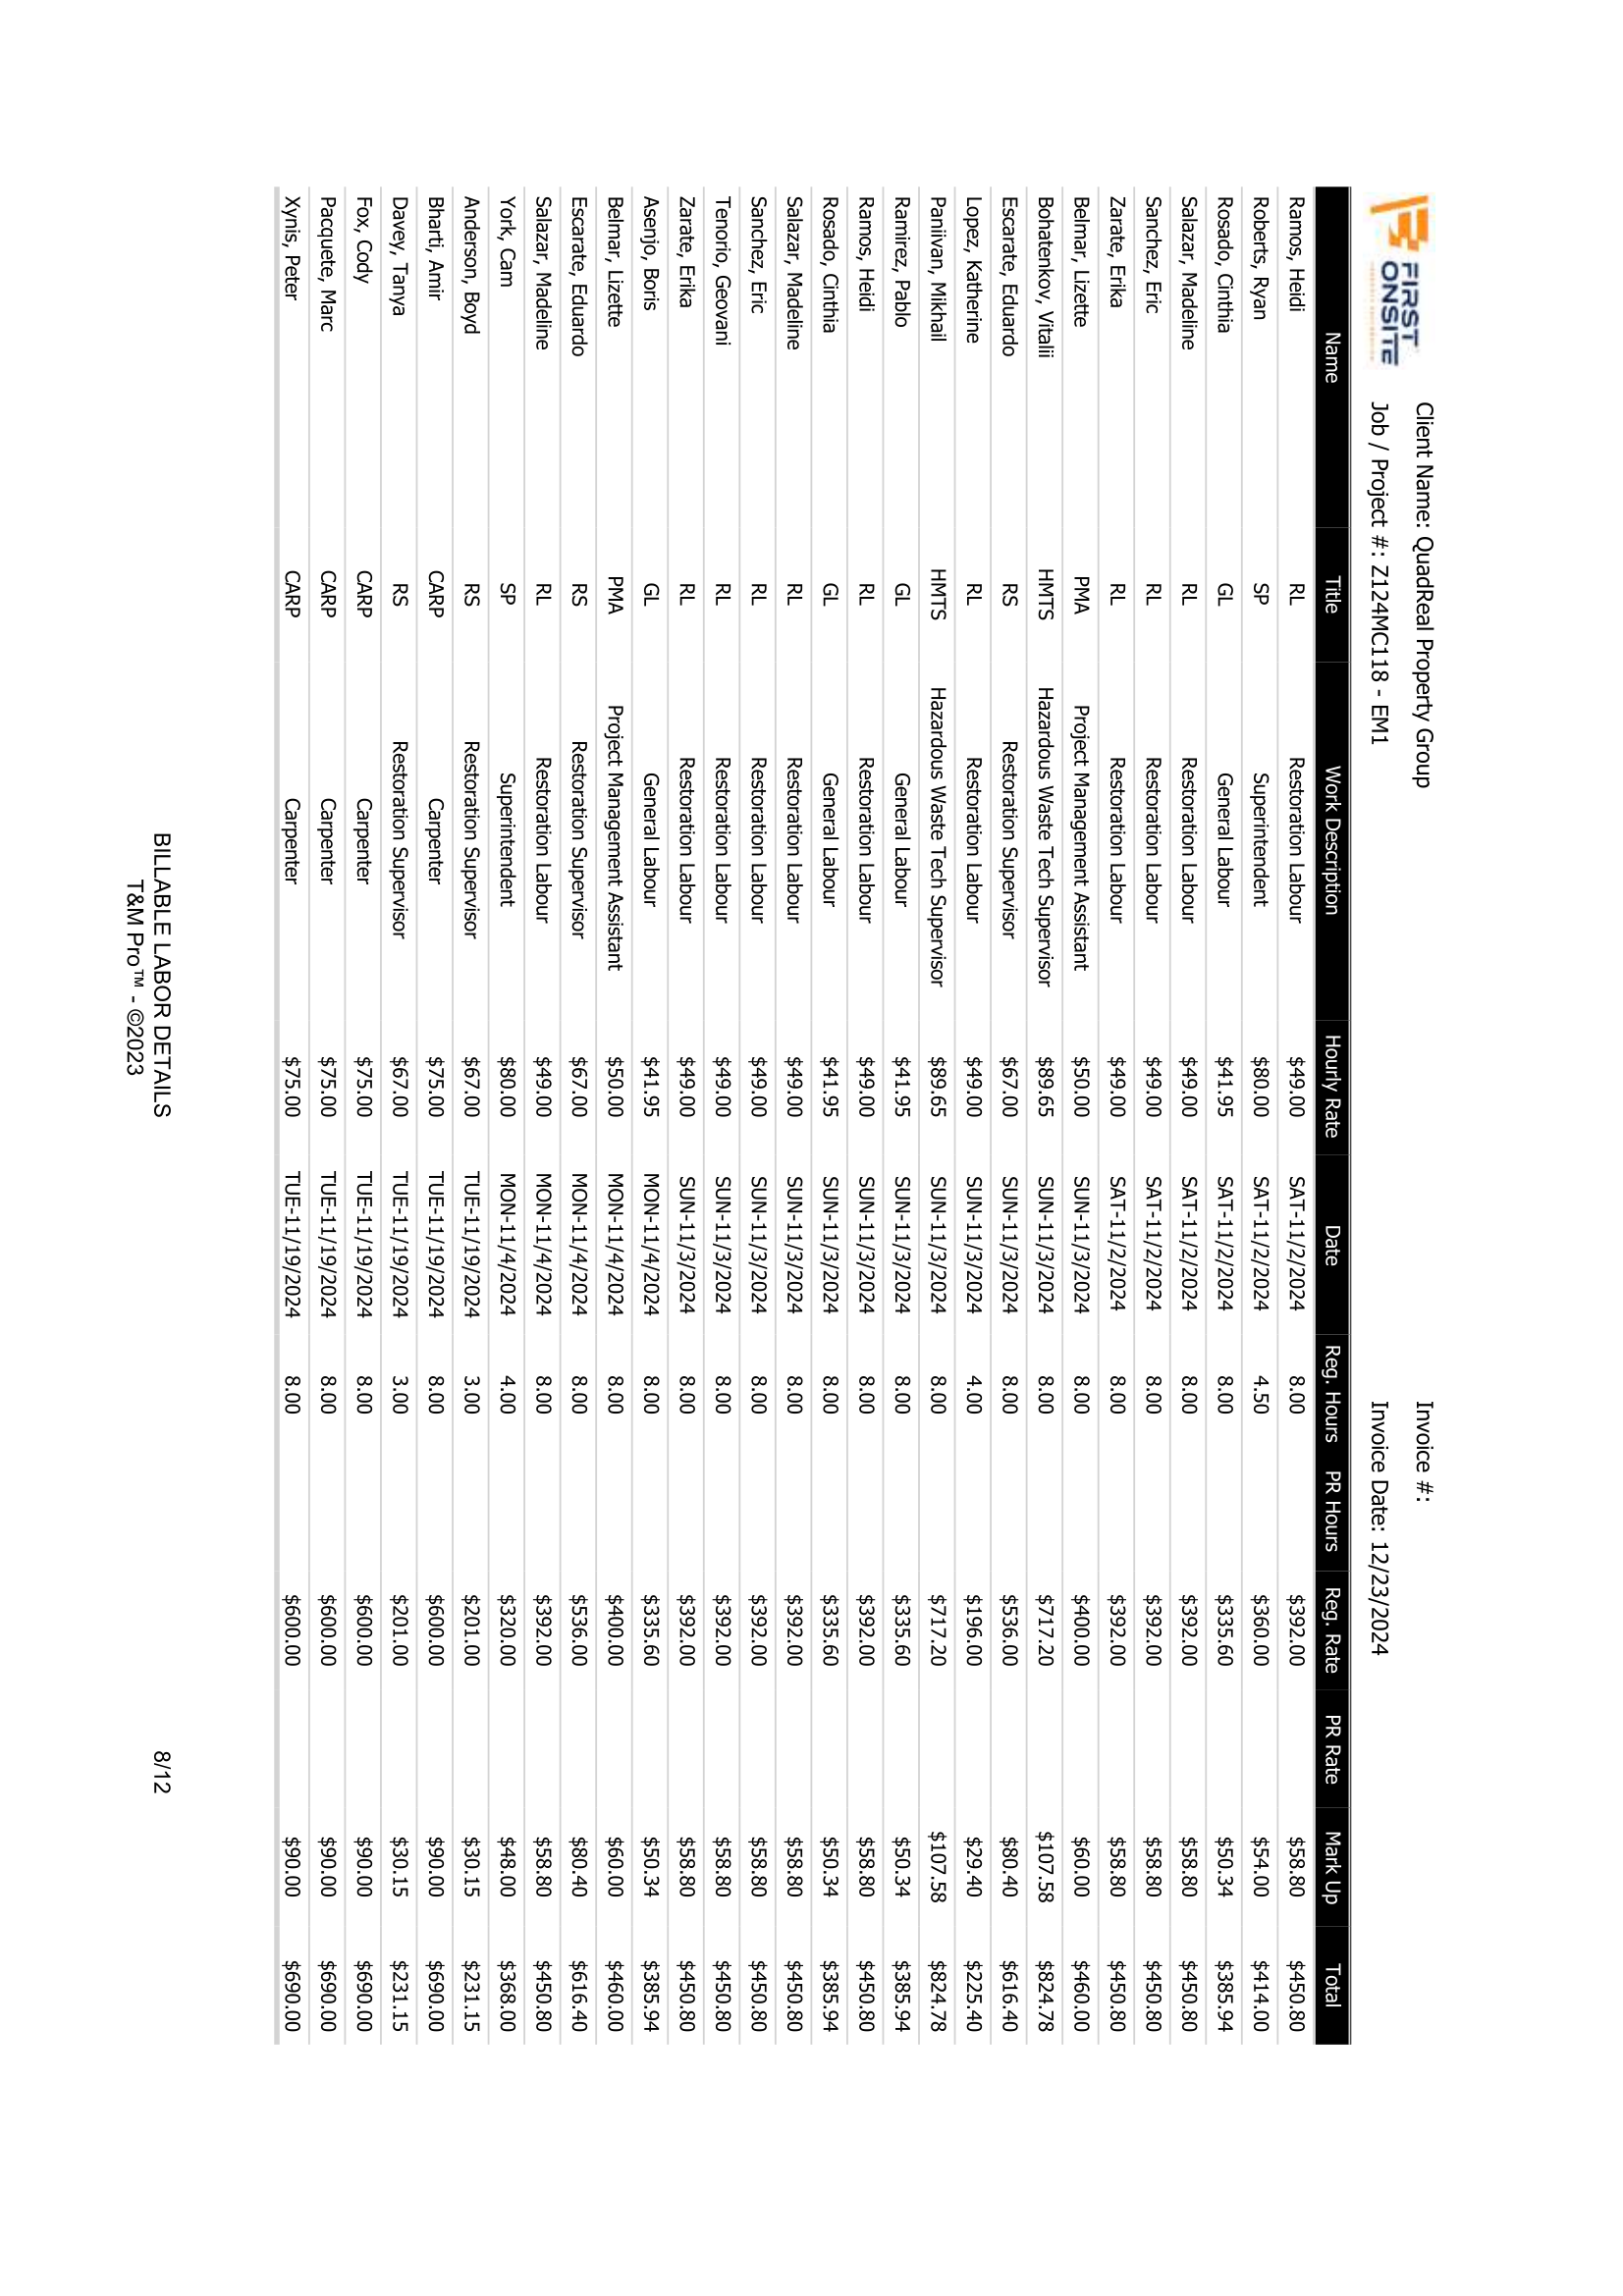 FIRST
ONSITE
Client Name: QuadReal Property Group Invoice #:
Job / Project #: Z124MC118 - EM1 Invoice Date: 12/23/2024
Name Title Work Description Hourly Rate Date Reg. Hours PR Hours Reg. Rate PR Rate Mark Up Total
Ramos, Heidi RL Restoration Labour $49.00 SAT-11/2/2024 8.00 $392.00 $58.80 $450.80
Roberts, Ryan SP Superintendent $80.00 SAT-11/2/2024 4.50 $360.00 $54.00 $414.00
Rosado, Cinthia GL General Labour $41.95 SAT-11/2/2024 8.00 $335.60 $50.34 $385.94
Salazar, Madeline RL Restoration Labour $49.00 SAT-11/2/2024 8.00 $392.00 $58.80 $450.80
Sanchez, Eric RL Restoration Labour $49.00 SAT-11/2/2024 8.00 $392.00 $58.80 $450.80
Zarate, Erika RL Restoration Labour $49.00 SAT-11/2/2024 8.00 $392.00 $58.80 $450.80
Belmar, Lizette PMA Project Management Assistant $50.00 SUN-11/3/2024 8.00 $400.00 $60.00 $460.00
Bohatenkov, Vitalii HMTS Hazardous Waste Tech Supervisor $89.65 SUN-11/3/2024 8.00 $717.20 $107.58 $824.78
Escarate, Eduardo RS Restoration Supervisor $67.00 SUN-11/3/2024 8.00 $536.00 $80.40 $616.40
Lopez, Katherine RL Restoration Labour $49.00 SUN-11/3/2024 4.00 $196.00 $29.40 $225.40
Paniivan, Mikhail HMTS Hazardous Waste Tech Supervisor $89.65 SUN-11/3/2024 8.00 $717.20 $107.58 $824.78
Ramirez, Pablo GL General Labour $41.95 SUN-11/3/2024 8.00 $335.60 $50.34 $385.94
Ramos, Heidi RL Restoration Labour $49.00 SUN-11/3/2024 8.00 $392.00 $58.80 $450.80
Rosado, Cinthia GL General Labour $41.95 SUN-11/3/2024 8.00 $335.60 $50.34 $385.94
Salazar, Madeline RL Restoration Labour $49.00 SUN-11/3/2024 8.00 $392.00 $58.80 $450.80
Sanchez, Eric RL Restoration Labour $49.00 SUN-11/3/2024 8.00 $392.00 $58.80 $450.80
Tenorio, Geovani RL Restoration Labour $49.00 SUN-11/3/2024 8.00 $392.00 $58.80 $450.80
Zarate, Erika RL Restoration Labour $49.00 SUN-11/3/2024 8.00 $392.00 $58.80 $450.80
Asenjo, Boris GL General Labour $41.95 MON-11/4/2024 8.00 $335.60 $50.34 $385.94
Belmar, Lizette PMA Project Management Assistant $50.00 MON-11/4/2024 8.00 $400.00 $60.00 $460.00
Escarate, Eduardo RS Restoration Supervisor $67.00 MON-11/4/2024 8.00 $536.00 $80.40 $616.40
Salazar, Madeline RL Restoration Labour $49.00 MON-11/4/2024 8.00 $392.00 $58.80 $450.80
York, Cam SP Superintendent $80.00 MON-11/4/2024 4.00 $320.00 $48.00 $368.00
Anderson, Boyd RS Restoration Supervisor $67.00 TUE-11/19/2024 3.00 $201.00 $30.15 $231.15
Bharti, Amir CARP Carpenter $75.00 TUE-11/19/2024 8.00 $600.00 $90.00 $690.00
Davey, Tanya RS Restoration Supervisor $67.00 TUE-11/19/2024 3.00 $201.00 $30.15 $231.15
Fox, Cody CARP Carpenter $75.00 TUE-11/19/2024 8.00 $600.00 $90.00 $690.00
Pacquete, Marc CARP Carpenter $75.00 TUE-11/19/2024 8.00 $600.00 $90.00 $690.00
Xynis, Peter CARP Carpenter $75.00 TUE-11/19/2024 8.00 $600.00 $90.00 $690.00
BILLABLE LABOR DETAILS 8/12
T&M Pro™ - ©2023